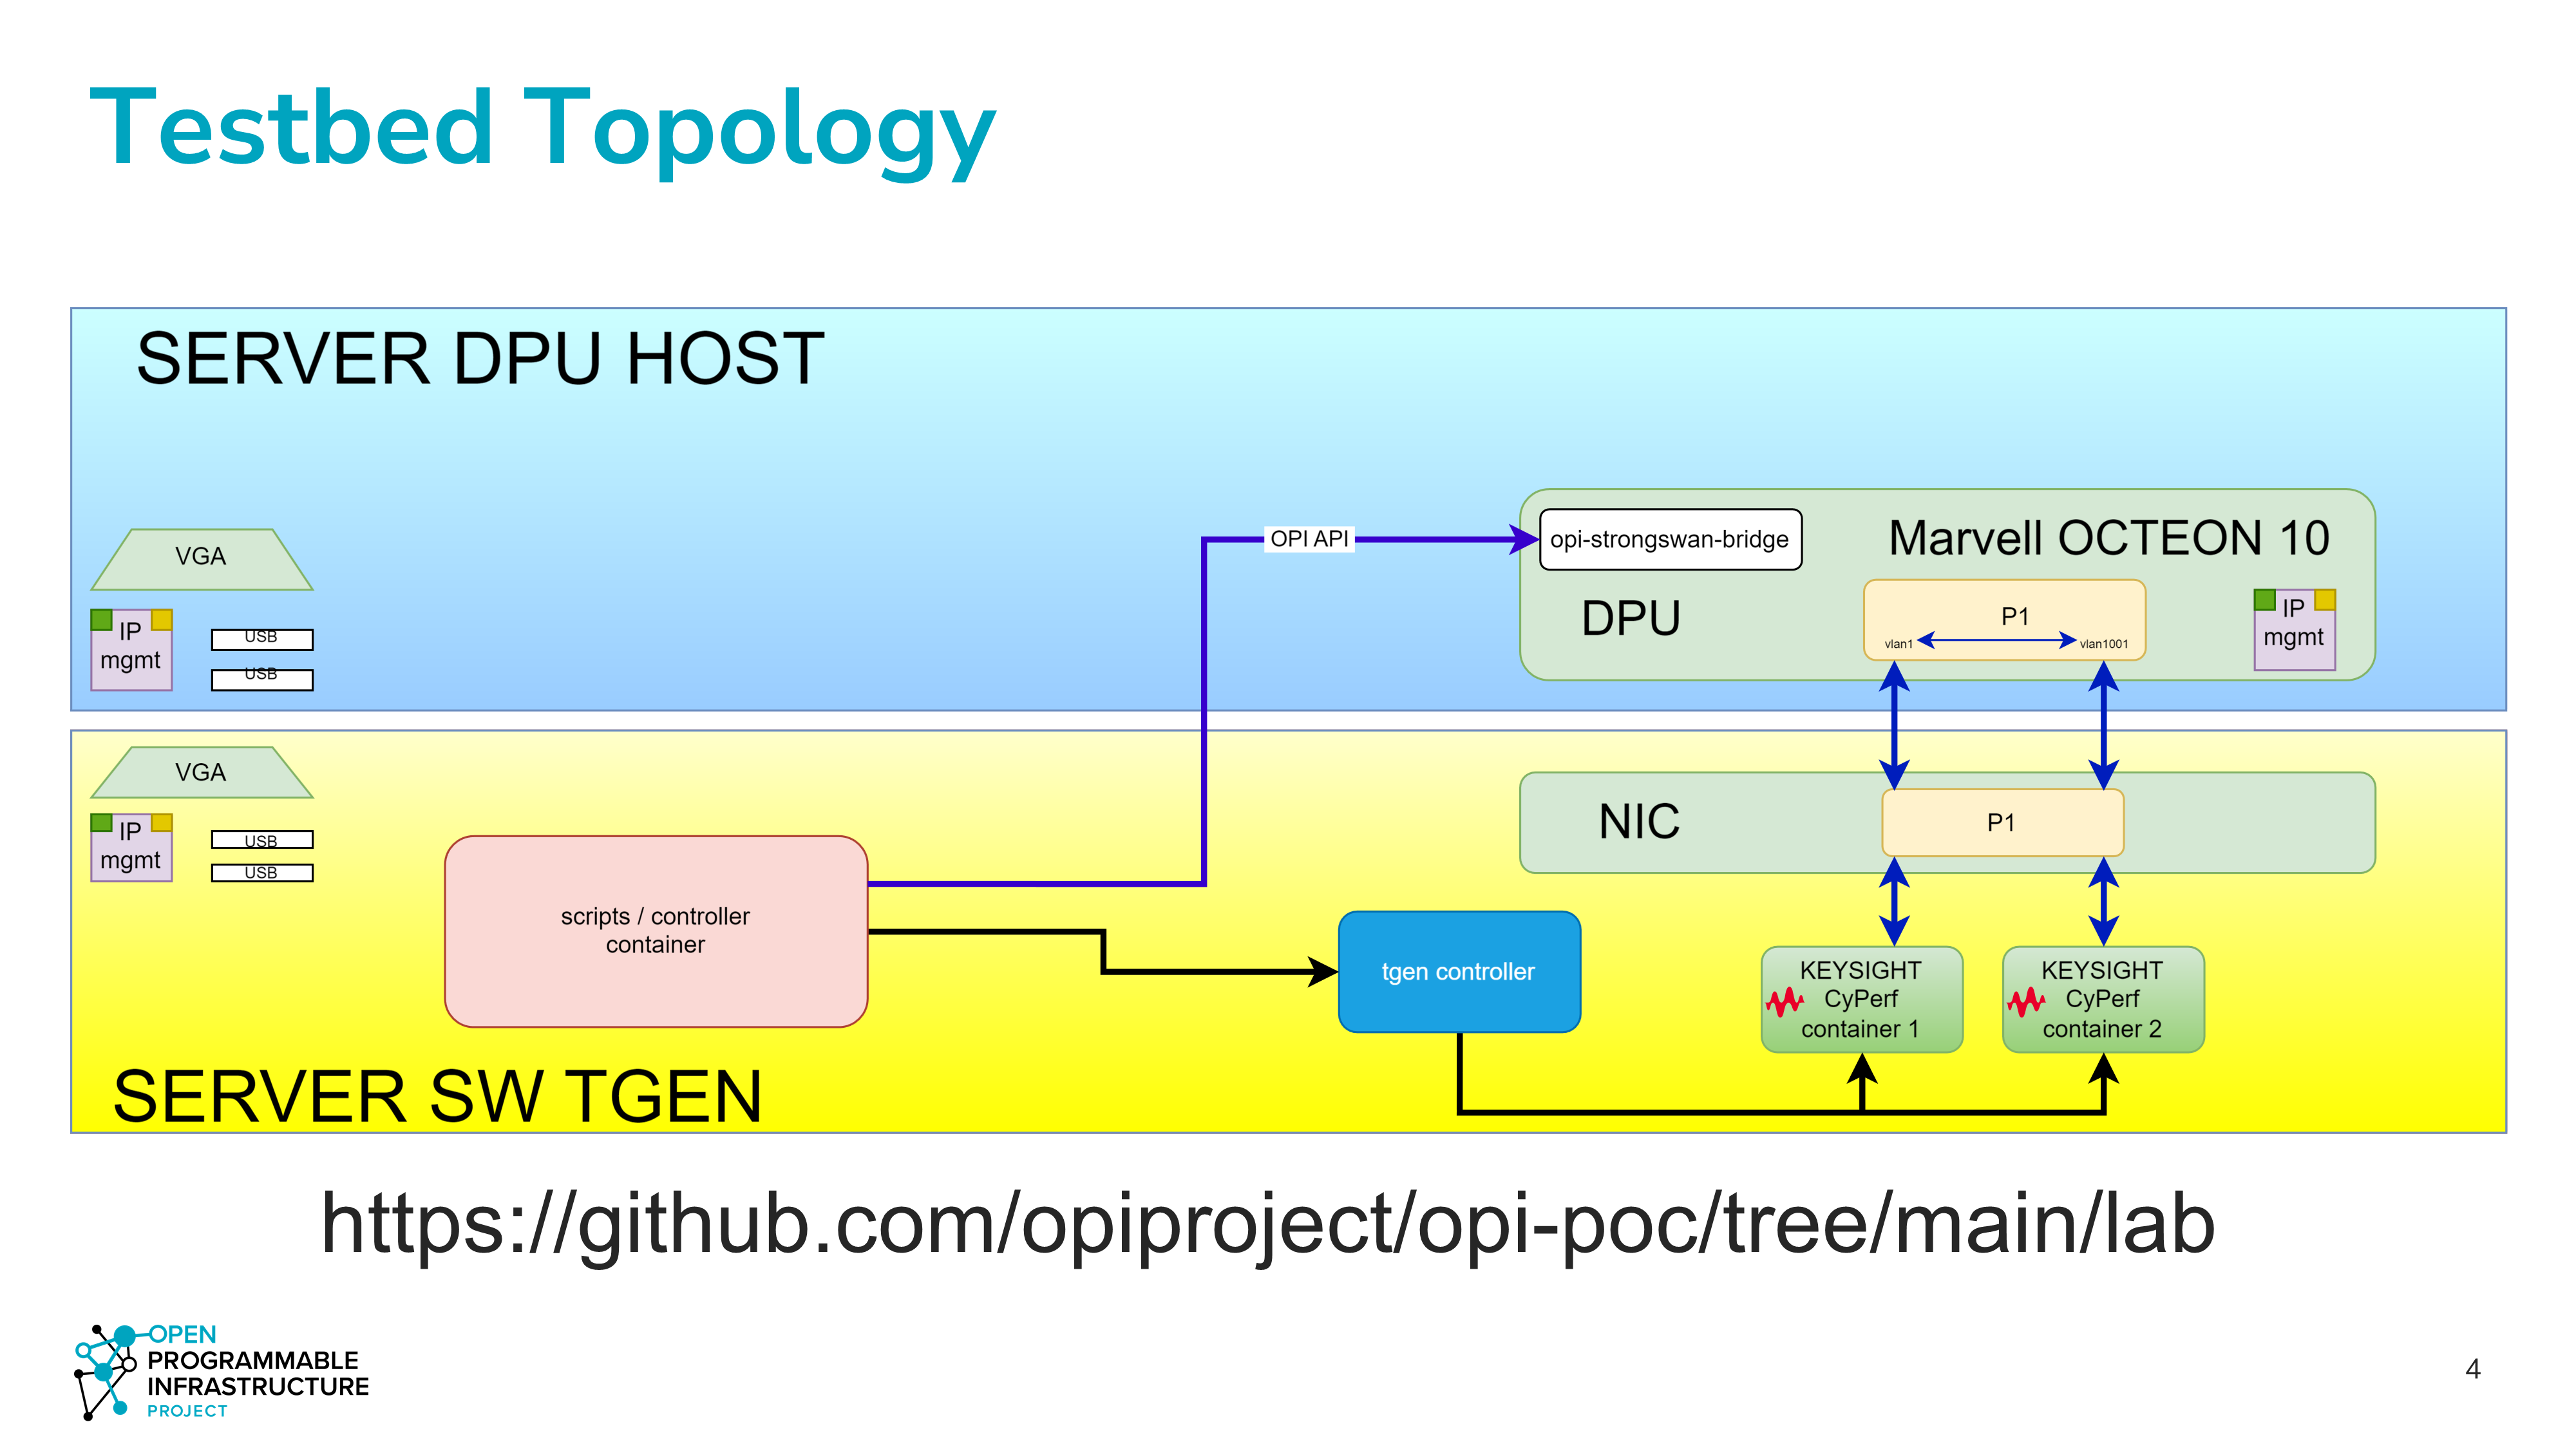 Testbed Topology
SERVER DPU HOST
VGA
IP
mgmt
USB
USB
OPI API
opi-strongswan-bridge
Marvell OCTEON 10
DPU
P1
vlan1
vlan1001
IP
mgmt
VGA
IP
mgmt
USB
USB
scripts / controller
container
tgen controller
NIC
P1
KEYSIGHT
CyPerf
container 1
KEYSIGHT
CyPerf
container 2
SERVER SW TGEN
https://github.com/opiproject/opi-poc/tree/main/lab
OPEN
PROGRAMMABLE
INFRASTRUCTURE
PROJECT
4